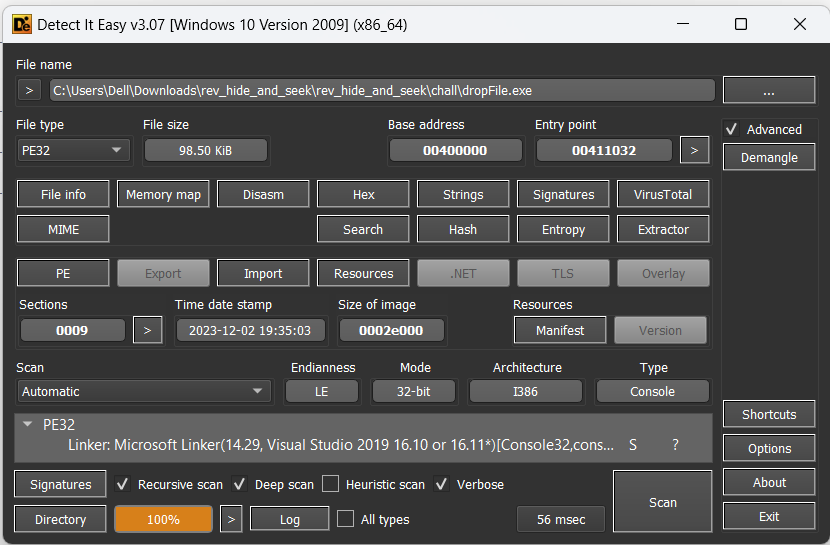 Detect It Easy v3.07 [Windows 10 Version 2009] (x86_64)
File name
> C:\Users\Dell\Downloads\rev_hide_and_seek\rev_hide_and_seek\chall\dropFile.exe ...
File type File size Base address Entry point Advanced
PE32 98.50 KiB 00400000 00411032 > Demangle
File info Memory map Disasm Hex Strings Signatures VirusTotal
MIME Search Hash Entropy Extractor
PE Export Import Resources .NET TLS Overlay
Sections Time date stamp Size of image Resources
0009 > 2023-12-02 19:35:03 0002e000 Manifest Version
Scan Endianness Mode Architecture Type
Automatic LE 32-bit I386 Console
PE32 Shortcuts
Linker: Microsoft Linker(14.29, Visual Studio 2019 16.10 or 16.11*)[Console32,cons... S ? Options
Signatures Recursive scan Deep scan Heuristic scan Verbose Scan About
Directory 100% > Log All types 56 msec Exit